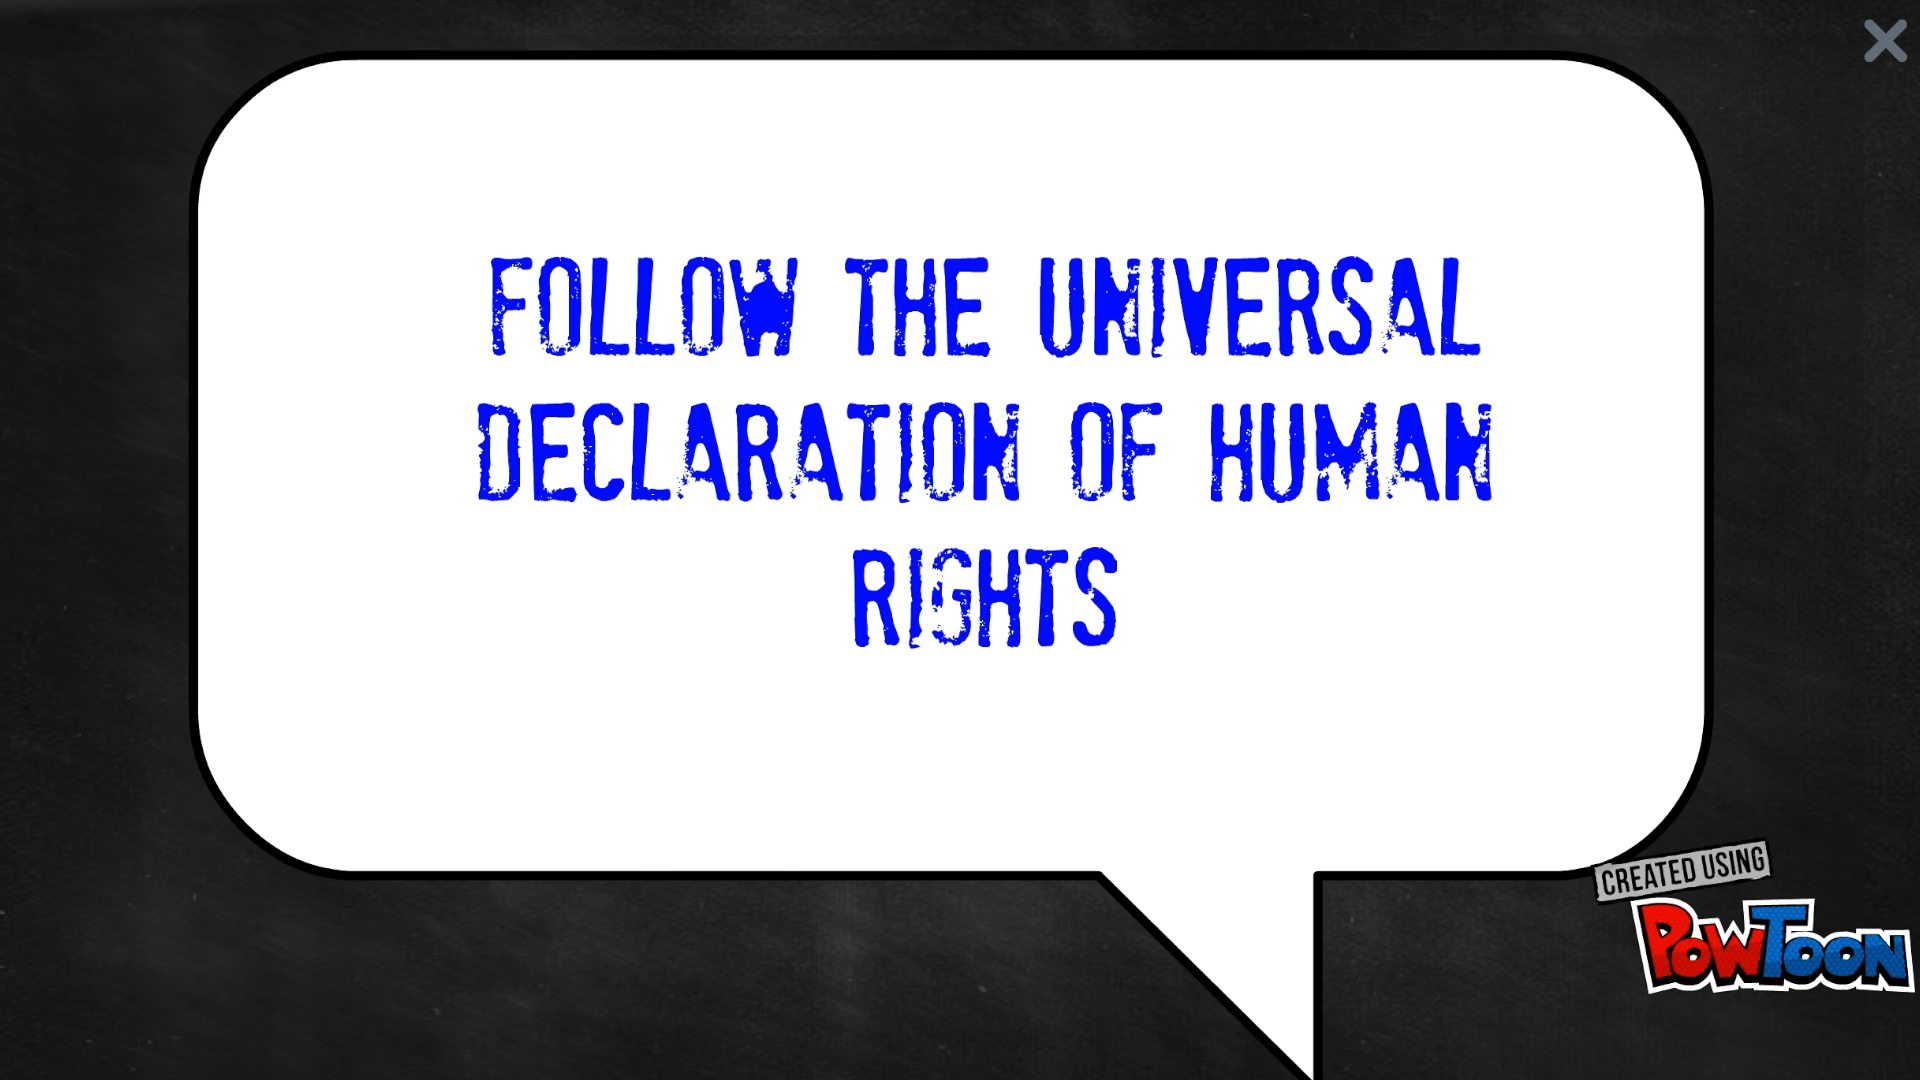 FOLLOW THE UNIVERSAL
DECLARATION OF HUMAN
RIGHTS
CREATED USING
POWTOON